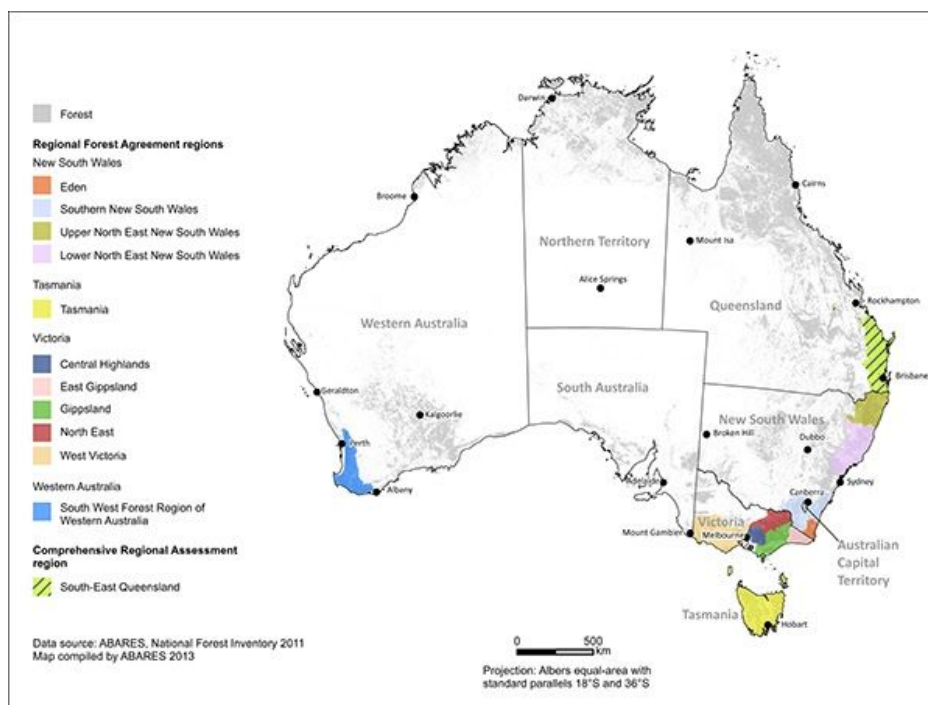 Forest
Regional Forest Agreement regions
New South Wales
Eden
Southern New South Wales
Upper North East New South Wales
Lower North East New South Wales
Tasmania
Tasmania
Victoria
Central Highlands
East Gippsland
Gippsland
North East
West Victoria
Western Australia
South West Forest Region of
Western Australia
Comprehensive Regional Assessment
region
South-East Queensland
Data source: ABARES, National Forest Inventory 2011
Map compiled by ABARES 2013
Darwin
Broome
Cairns
Northern Territory
Mount Isa
Alice Springs
Rockhampton
Queensland
Western Australia
South Australia
Brisbane
Geraldton
Kalgoorlie
New South Wales
Broken Hill
Dubbo
Perth
Albany
Adelaide
Sydney
Canberra
Mount Gambier
Victoria
Melbourne
Australian
Capital
Territory
Tasmania
Hobart
0 500
km
Projection: Albers equal-area with
standard parallels 18°S and 36°S